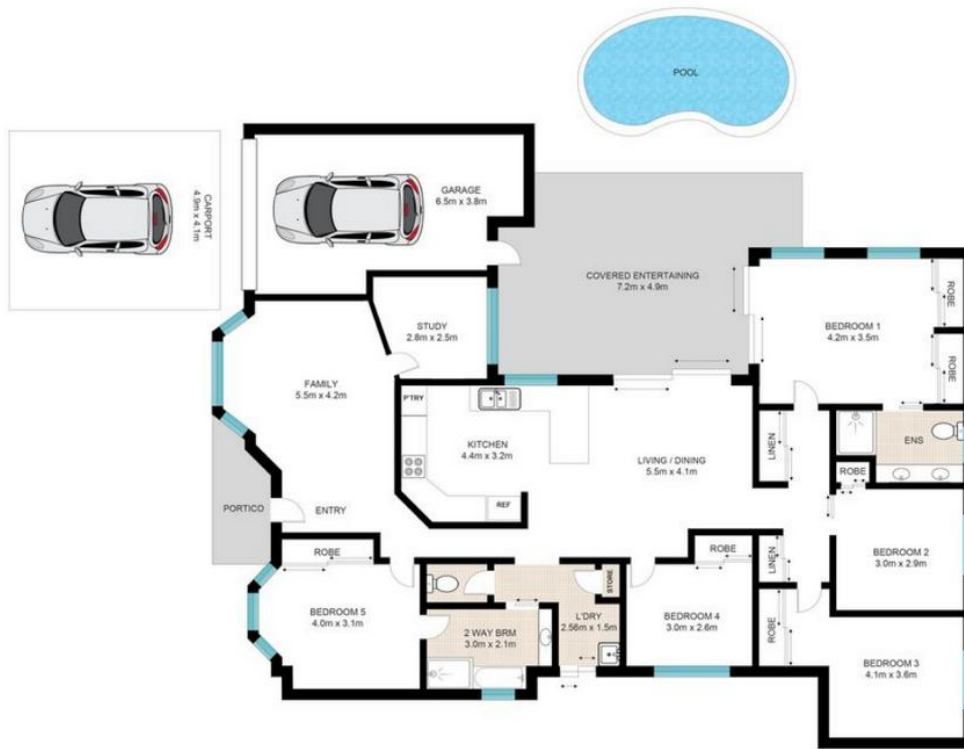 POOL
CARPORT
4.9m x 4.1m
GARAGE
6.5m x 3.8m
COVERED ENTERTAINING
7.2m x 4.9m
ROBE
BEDROOM 1
4.2m x 3.5m
STUDY
2.8m x 2.5m
ROBE
FAMILY
5.5m x 4.2m
P'TRY
KITCHEN
4.4m x 3.2m
LIVING / DINING
5.5m x 4.1m
LINEN
ENS
ROBE
REF
PORTICO
ENTRY
ROBE
ROBE
LINEN
BEDROOM 2
3.0m x 2.9m
STORE
BEDROOM 5
4.0m x 3.1m
L'DRY
2.56m x 1.5m
BEDROOM 4
3.0m x 2.6m
2 WAY BRM
3.0m x 2.1m
ROBE
BEDROOM 3
4.1m x 3.6m